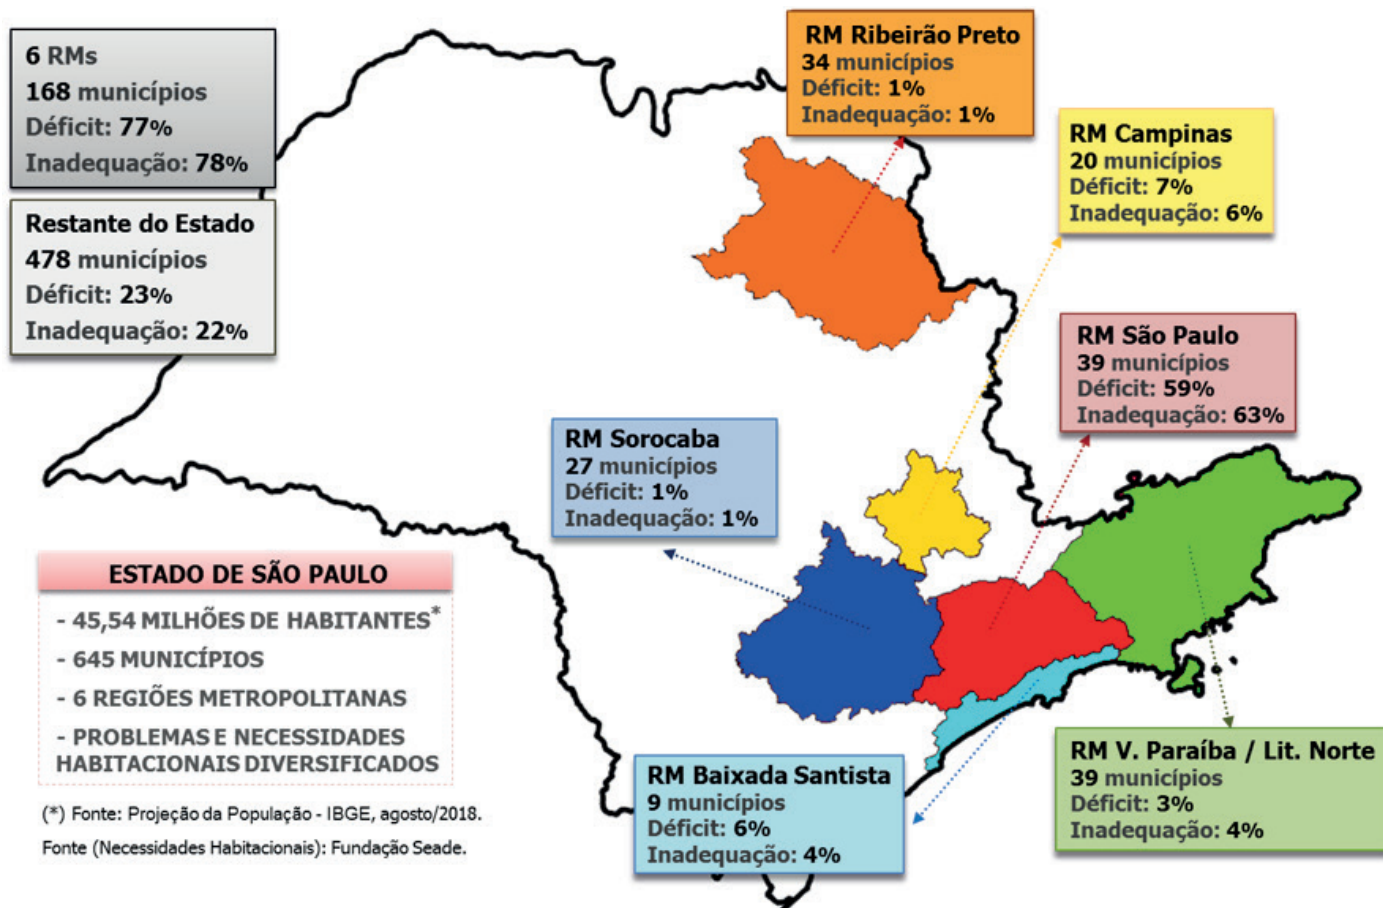 6 RMs
168 municípios
Déficit: 77%
Inadequação: 78%
Restante do Estado
478 municípios
Déficit: 23%
Inadequação: 22%
RM Ribeirão Preto
34 municípios
Déficit: 1%
Inadequação: 1%
RM Campinas
20 municípios
Déficit: 7%
Inadequação: 6%
RM São Paulo
39 municípios
Déficit: 59%
Inadequação: 63%
RM Sorocaba
27 municípios
Déficit: 1%
Inadequação: 1%
ESTADO DE SÃO PAULO
- 45,54 MILHÕES DE HABITANTES*
- 645 MUNICÍPIOS
- 6 REGIÕES METROPOLITANAS
- PROBLEMAS E NECESSIDADES
HABITACIONAIS DIVERSIFICADOS
(*) Fonte: Projeção da População - IBGE, agosto/2018.
Fonte (Necessidades Habitacionais): Fundação Seade.
RM Baixada Santista
9 municípios
Déficit: 6%
Inadequação: 4%
RM V. Paraíba / Lit. Norte
39 municípios
Déficit: 3%
Inadequação: 4%